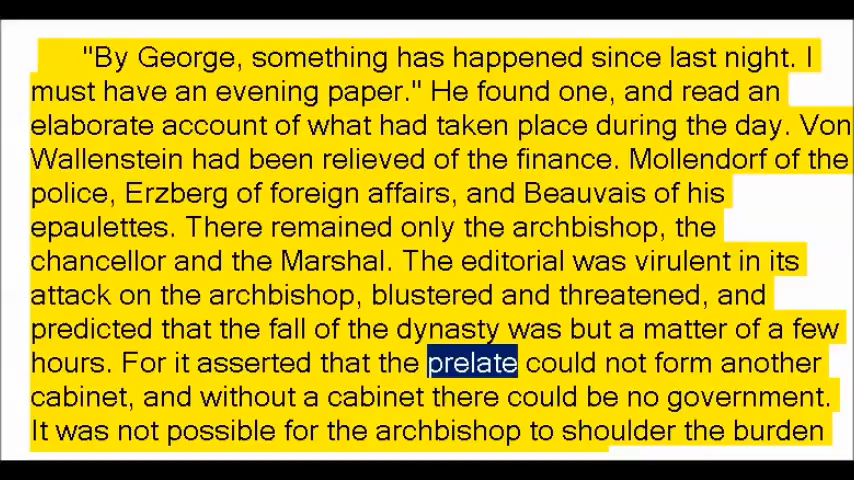 "By George, something has happened since last night. I
must have an evening paper." He found one, and read an
elaborate account of what had taken place during the day. Von
Wallenstein had been relieved of the finance. Mollendorf of the
police, Erzberg of foreign affairs, and Beauvais of his
epaulettes. There remained only the archbishop, the
chancellor and the Marshal. The editorial was virulent in its
attack on the archbishop, blustered and threatened, and
predicted that the fall of the dynasty was but a matter of a few
hours. For it asserted that the prelate could not form another
cabinet, and without a cabinet there could be no government.
It was not possible for the archbishop to shoulder the burden